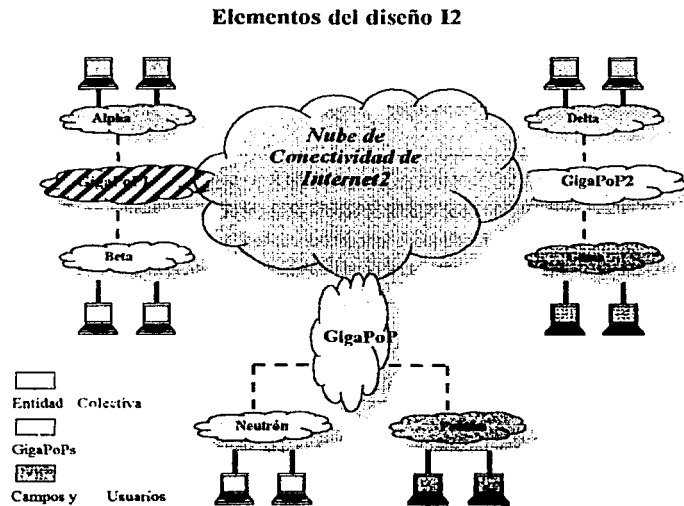 Elementos del diseño I2
Alpha
Delta
Nube de
Conectividad de
Internet2
GigaPoP2
Beta
GigaPoP
Entidad Colectiva
GigaPoPs
Neutrón
Campos y Usuarios